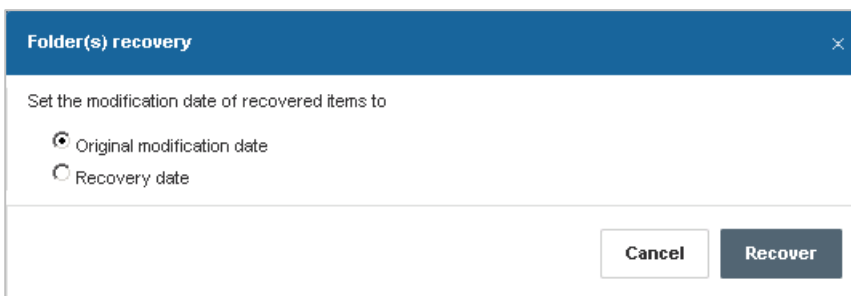 Folder(s) recovery
Set the modification date of recovered items to
Original modification date
Recovery date
Cancel Recover